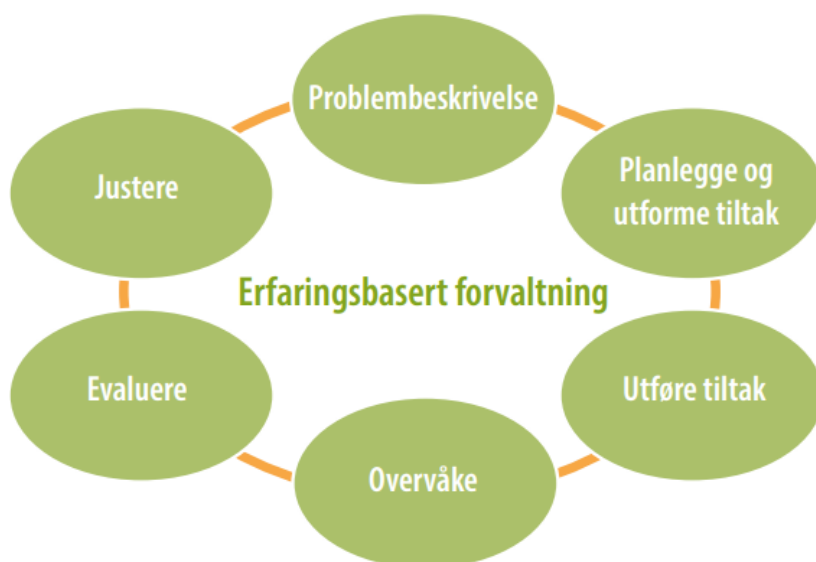 Problembeskrivelse
Planlegge og
utforme tiltak
Utføre tiltak
Overvåke
Evaluere
Justere
Erfaringsbasert forvaltning